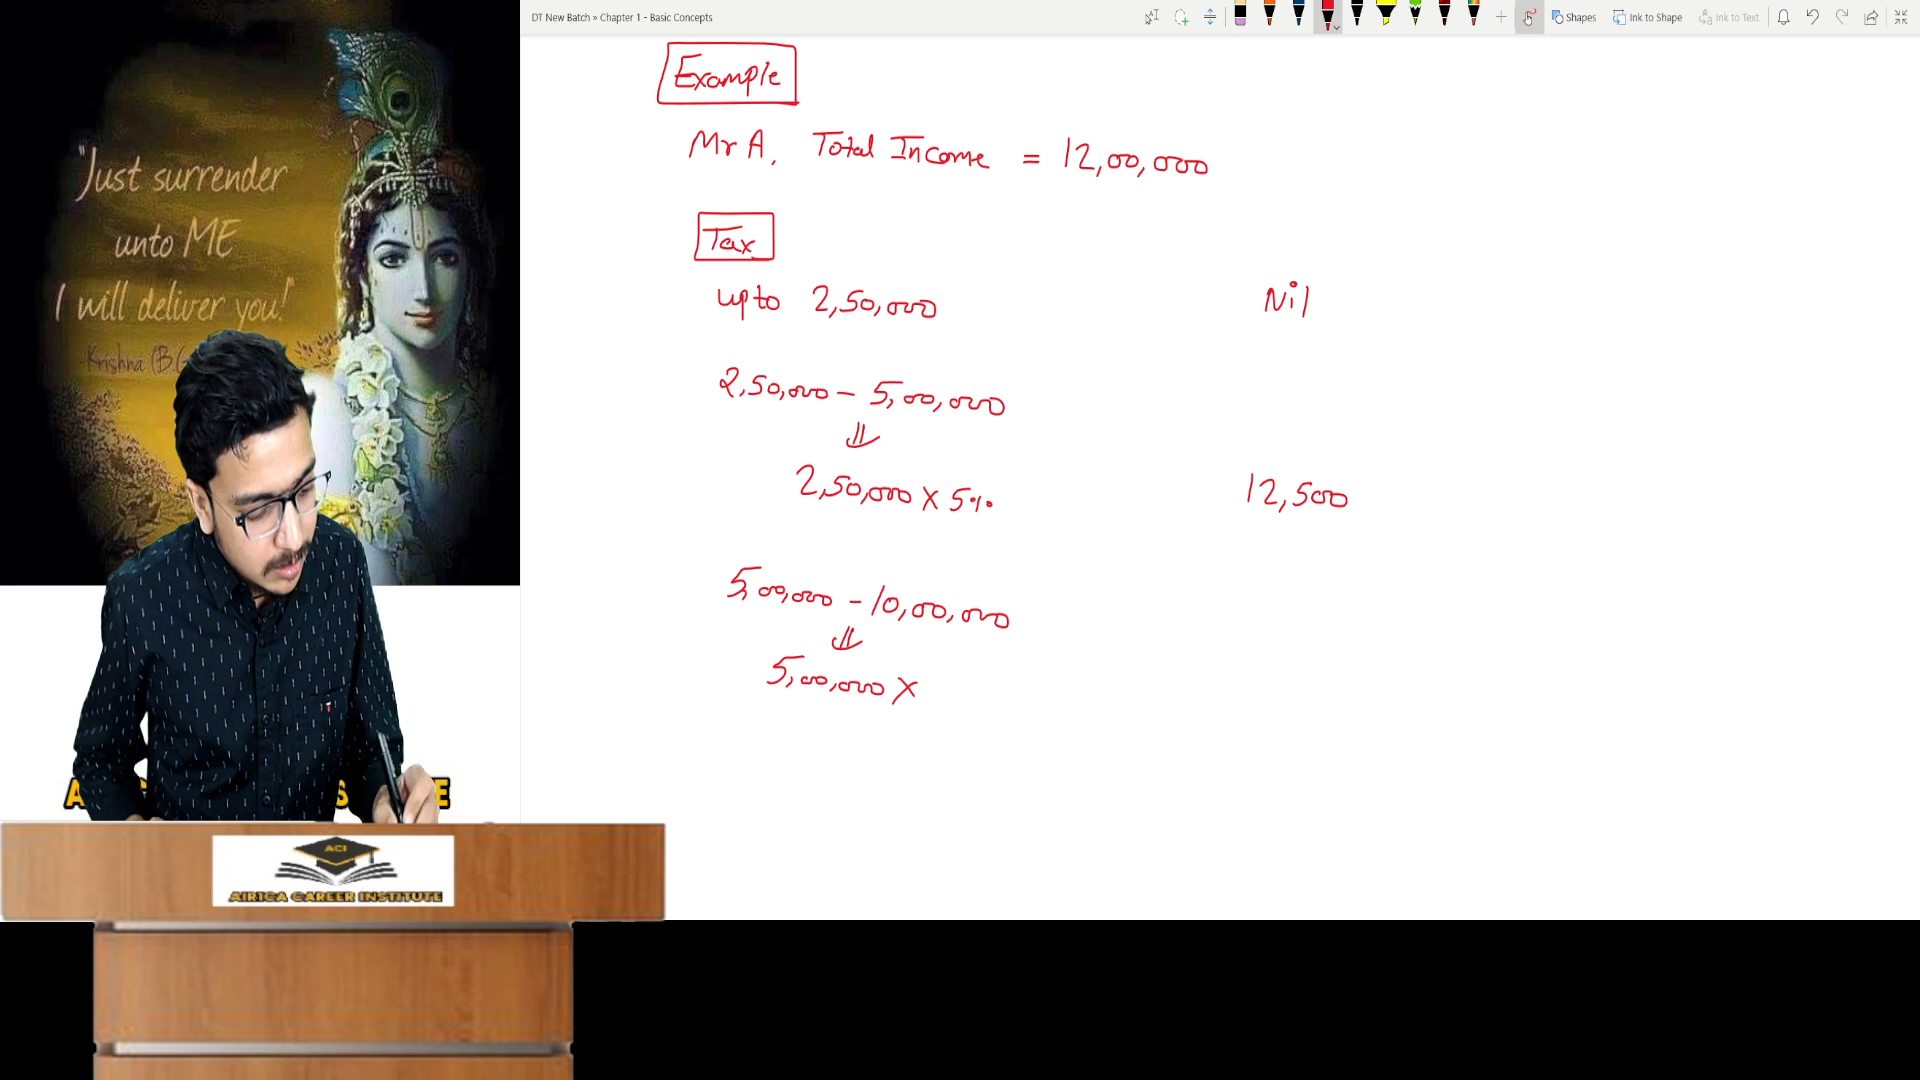 DT New Batch » Chapter 1 - Basic Concepts
Shapes
Ink to Shape
Ink to Text
Example
Mr A. Total Income = 12,00,000
Tax
upto 2,50,000 Nil
2,50,000 – 5,00,000
2,50,000 x 5% 12,500
5,00,000 – 10,00,000
5,00,000 x
"Just surrender
unto ME
I will deliver you!"
Krishna (B.G
ACI
AIRICA CAREER INSTITUTE